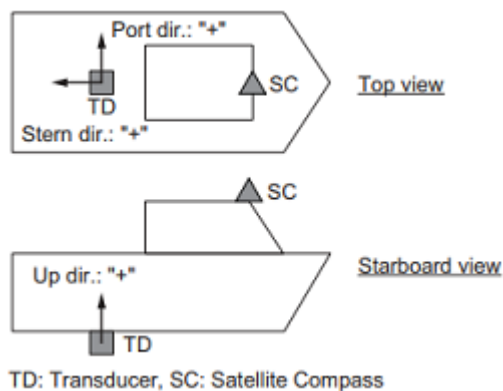 Port dir.: "+"
SC
Top view
TD
Stern dir.: "+"
SC
Starboard view
Up dir.: "+"
TD
TD: Transducer, SC: Satellite Compass